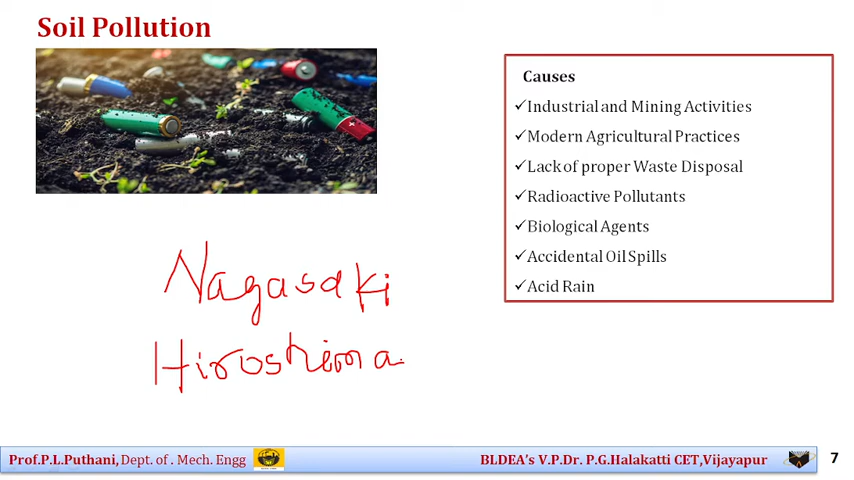 Soil Pollution
Causes
✓Industrial and Mining Activities
✓Modern Agricultural Practices
✓Lack of proper Waste Disposal
✓Radioactive Pollutants
✓Biological Agents
✓Accidental Oil Spills
✓Acid Rain
Nagasaki
Hiroshima
Prof.P.L.Puthani, Dept. of . Mech. Engg
BLDEA's V.P.Dr. P.G.Halakatti CET,Vijayapur
7